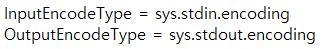 InputEncodeType = sys.stdin.encoding
OutputEncodeType = sys.stdout.encoding